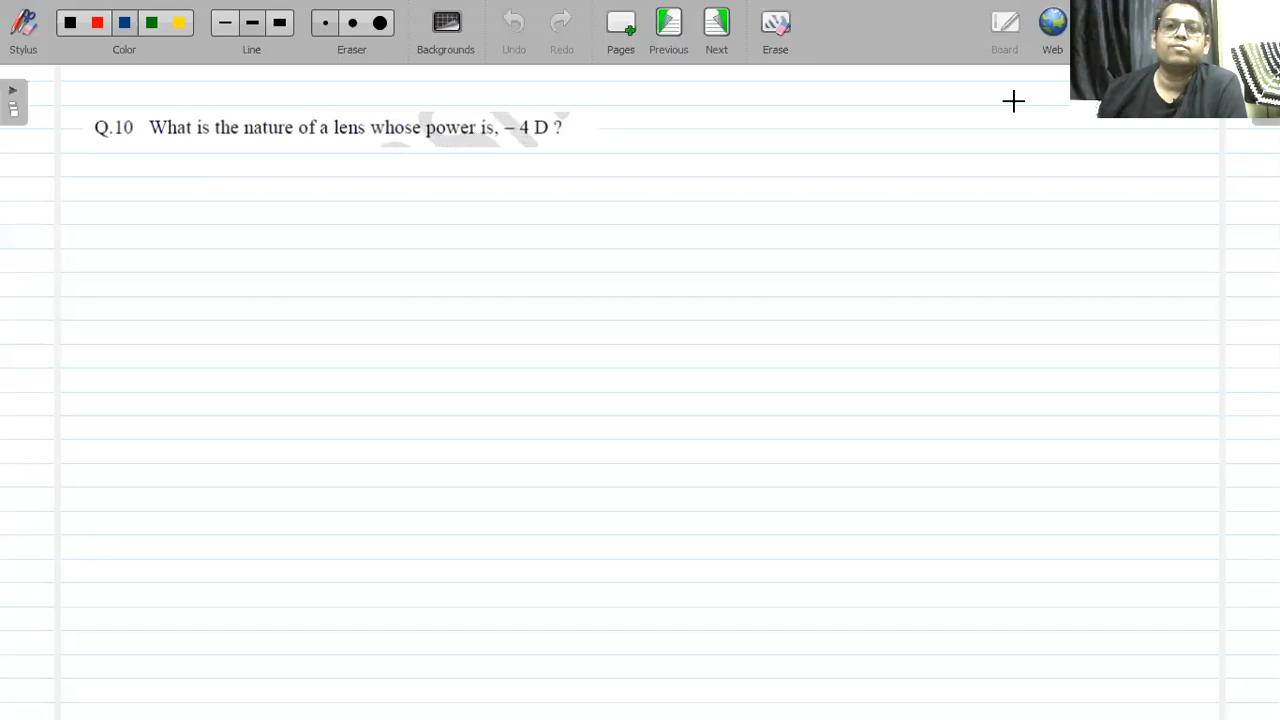 Stylus
Color
Line
Eraser
Backgrounds
Undo
Redo
Pages
Previous
Next
Erase
Board
Web
Q.10 What is the nature of a lens whose power is, – 4 D ?